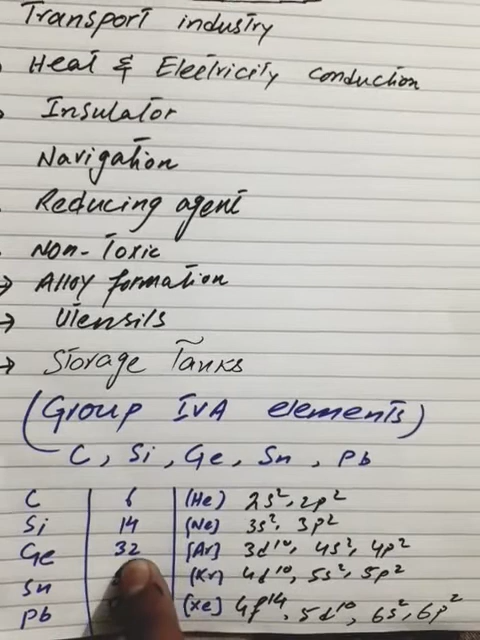 Transport industry
Heat & Electricity conduction
Insulator
Navigation
Reducing agent
Non-Toxic
→ Alloy formation
→ Utensils
→ Storage Tanks
(Group IVA elements)
C, Si, Ge, Sn, Pb
C 6 (He) 2s², 2p²
Si 14 (Ne) 3s², 3p²
Ge 32 [Ar] 3d¹⁰, 4s², 4p²
Sn (Kr) 4d¹⁰, 5s², 5p²
Pb [Xe] 4f¹⁴, 5d¹⁰, 6s², 6p²